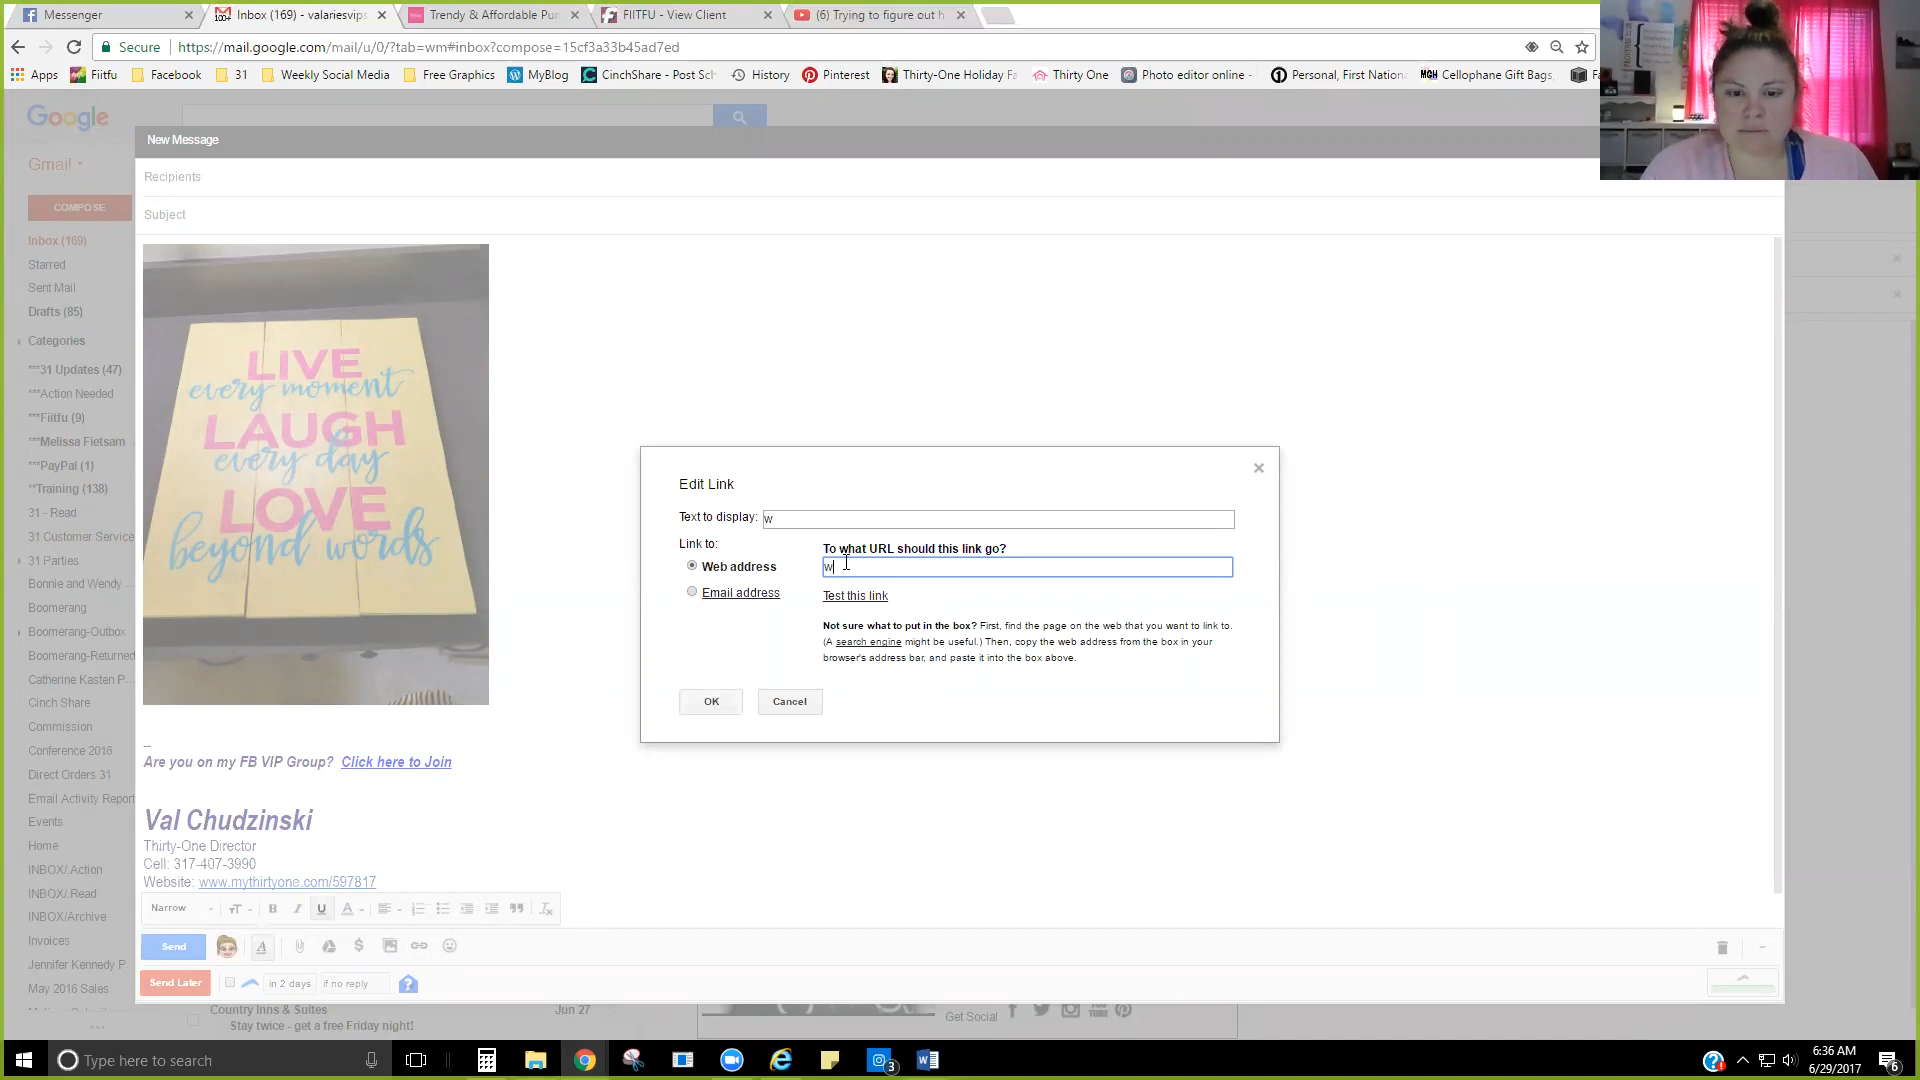 Messenger
Inbox (169) - valariesvips
Trendy & Affordable Pur
FIITFU - View Client
(6) Trying to figure out h
Secure
https://mail.google.com/mail/u/0/?tab=wm#inbox?compose=15cf3a33b45ad7ed
Apps
Fiitfu
Facebook
31
Weekly Social Media
Free Graphics
MyBlog
CinchShare - Post Sch
History
Pinterest
Thirty-One Holiday Fa
Thirty One
Photo editor online -
Personal, First Nation
Cellophane Gift Bags,
Google
New Message
Gmail
Recipients
COMPOSE
Subject
Inbox (169)
Starred
Sent Mail
Drafts (85)
Categories
***31 Updates (47)
***Action Needed
***Fiitfu (9)
***Melissa Fietsam
***PayPal (1)
**Training (138)
31 - Read
31 Customer Service
31 Parties
Bonnie and Wendy
Boomerang
Boomerang-Outbox
Boomerang-Returned
Catherine Kasten P...
Cinch Share
Commission
Conference 2016
Direct Orders 31
Email Activity Report
Events
Home
INBOX/.Action
INBOX/.Read
INBOX/Archive
Invoices
Jennifer Kennedy P
May 2016 Sales
LIVE
every moment
LAUGH
every day
LOVE
beyond words
Edit Link
Text to display: w
Link to:
To what URL should this link go?
Web address
w
Email address
Test this link
Not sure what to put in the box? First, find the page on the web that you want to link to.
(A search engine might be useful.) Then, copy the web address from the box in your
browser's address bar, and paste it into the box above.
OK
Cancel
--
Are you on my FB VIP Group? Click here to Join
Val Chudzinski
Thirty-One Director
Cell: 317-407-3990
Website: www.mythirtyone.com/597817
Narrow
Send
Send Later
in 2 days
if no reply
Country Inns & Suites
Jun 27
Stay twice - get a free Friday night!
Get Social
Type here to search
3
6:36 AM
6/29/2017
6